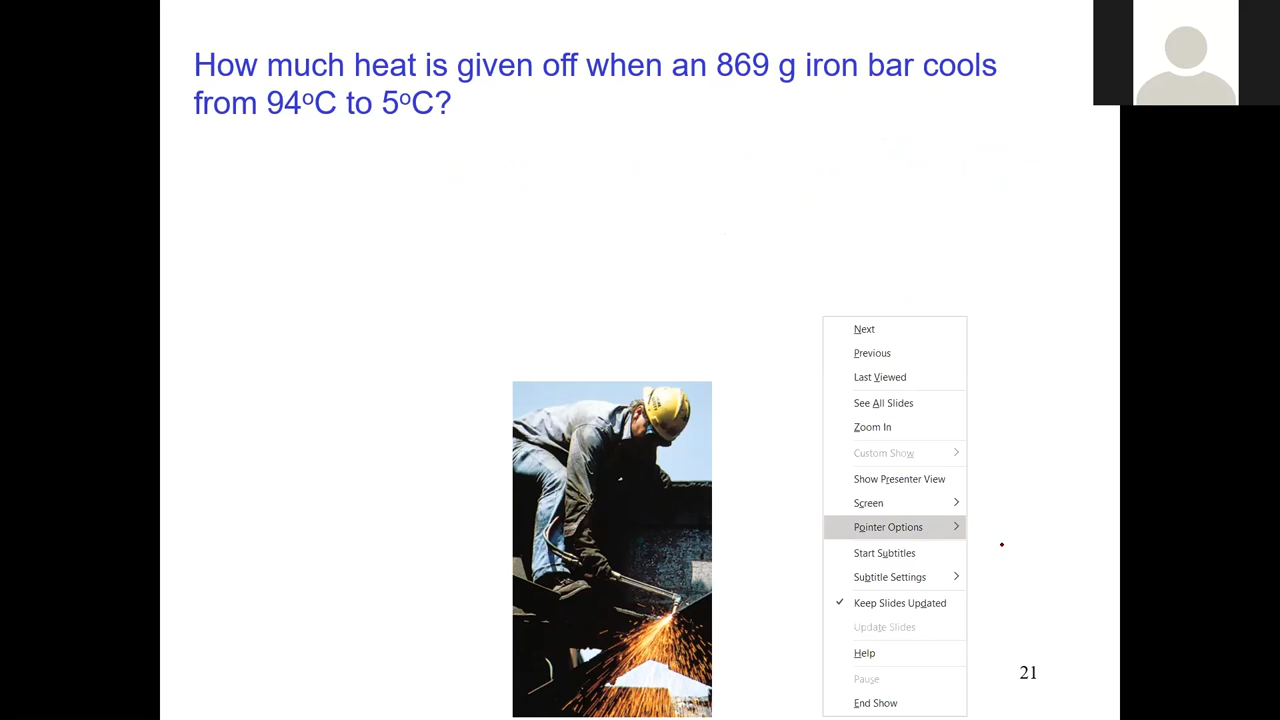 How much heat is given off when an 869 g iron bar cools
from 94°C to 5°C?
Next
Previous
Last Viewed
See All Slides
Zoom In
Custom Show
Show Presenter View
Screen
Pointer Options
Start Subtitles
Subtitle Settings
Keep Slides Updated
Update Slides
Help
Pause
End Show
21